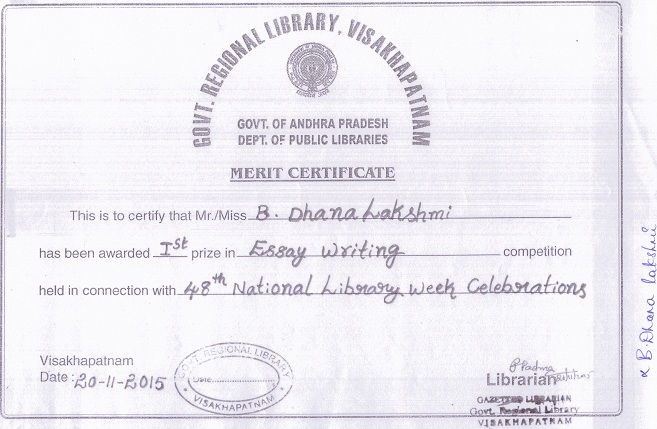 GOVT. REGIONAL LIBRARY, VISAKHAPATNAM
GOVT. OF ANDHRA PRADESH
DEPT. OF PUBLIC LIBRARIES
MERIT CERTIFICATE
This is to certify that Mr./Miss B. Dhana Lakshmi
has been awarded Ist prize in Essay Writing competition
held in connection with 48th National Library Week Celebrations
Visakhapatnam
Date : 20-11-2015
GOVT. REGIONAL LIBRARY
VISAKHAPATNAM
P. Padma
Librarian
GAZETTED LIBRARIAN
Govt. Regional Library
VISAKHAPATNAM
B. Dhana Lakshmi